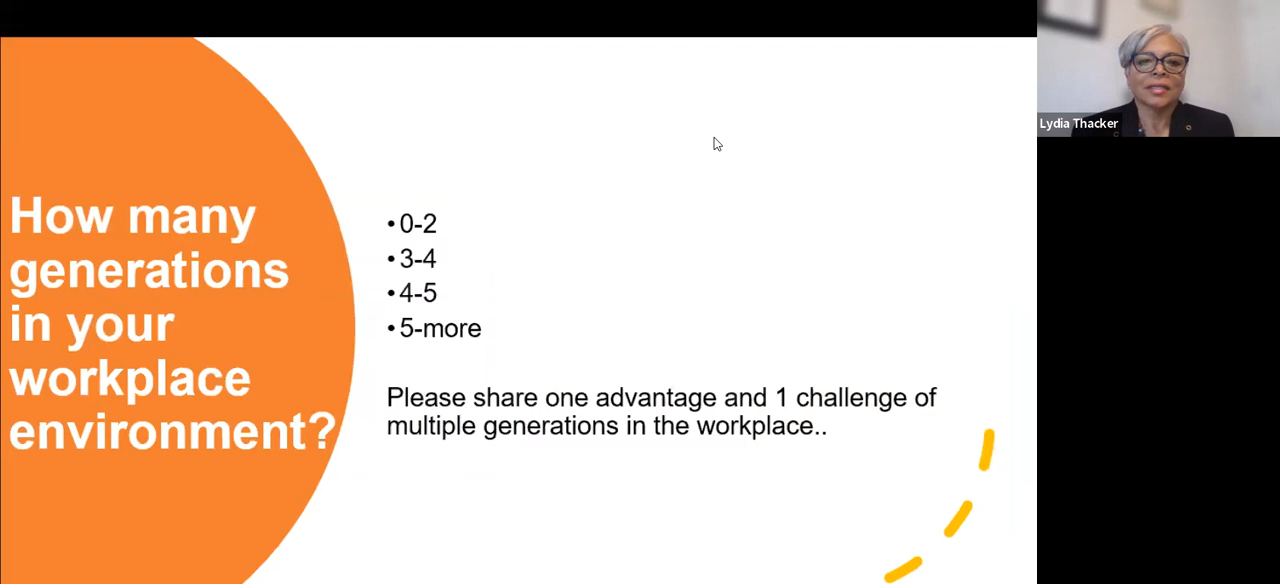 How many
generations
in your
workplace
environment?
•0-2
•3-4
•4-5
•5-more
Please share one advantage and 1 challenge of
multiple generations in the workplace..
Lydia Thacker